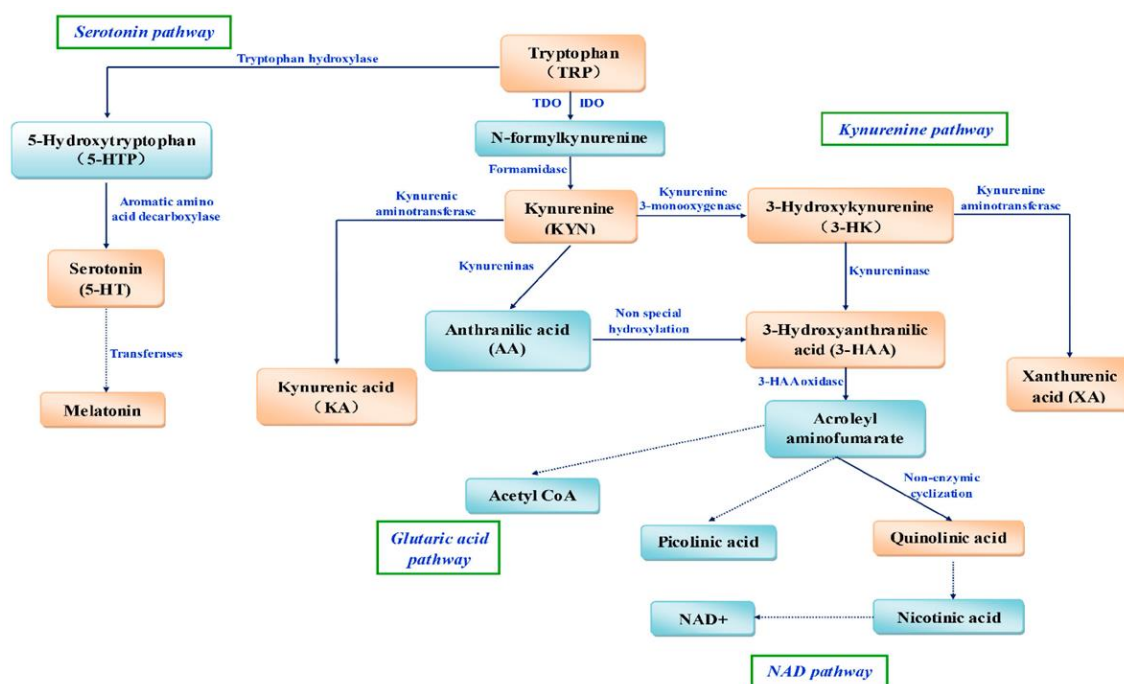 Serotonin pathway
Tryptophan hydroxylase
Tryptophan
(TRP)
TDO IDO
5-Hydroxytryptophan
(5-HTP)
N-formylkynurenine
Kynurenine pathway
Formamidase
Aromatic amino
acid decarboxylase
Kynurenic
aminotransferase
Kynurenine
(KYN)
Kynurenine
3-monooxygenase
3-Hydroxykynurenine
(3-HK)
Kynurenine
aminotransferase
Serotonin
(5-HT)
Kynureninas
Kynureninase
Anthranilic acid
(AA)
Non special
hydroxylation
3-Hydroxyanthranilic
acid (3-HAA)
Transferases
Melatonin
Kynurenic acid
(KA)
3-HAA oxidase
Xanthurenic
acid (XA)
Acroleyl
aminofumarate
Acetyl CoA
Non-enzymic
cyclization
Glutaric acid
pathway
Picolinic acid
Quinolinic acid
NAD+
Nicotinic acid
NAD pathway